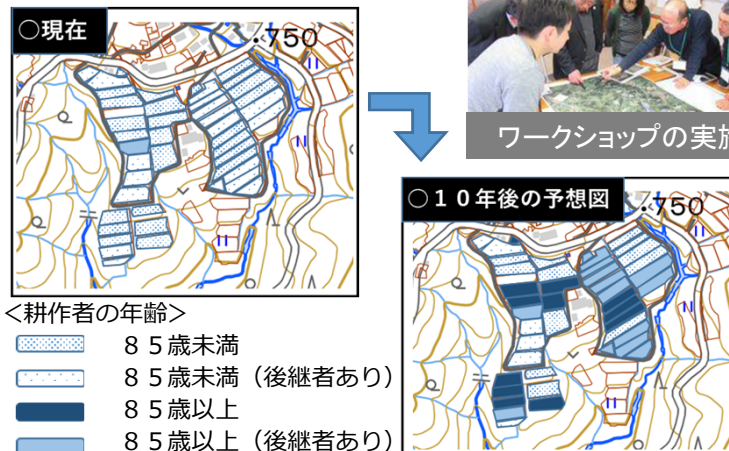 ○現在
750
ワークショップの実施
○１０年後の予想図
750
<耕作者の年齢>
８５歳未満
８５歳未満（後継者あり）
８５歳以上
８５歳以上（後継者あり）